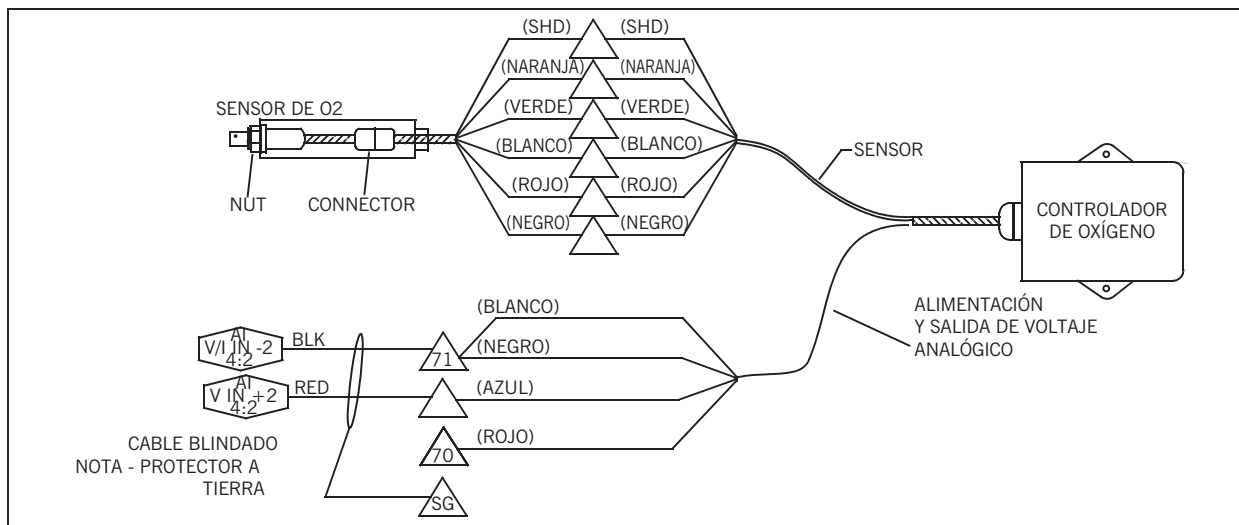 (SHD) (SHD)
(NARANJA) (NARANJA)
SENSOR DE O2
(VERDE) (VERDE)
(BLANCO) (BLANCO)
SENSOR
(ROJO) (ROJO)
NUT CONNECTOR
(NEGRO) (NEGRO)
CONTROLADOR
DE OXÍGENO
(BLANCO)
ALIMENTACIÓN
Y SALIDA DE VOLTAJE
ANALÓGICO
AI
V/I IN -2
4:2
BLK
71
(NEGRO)
AI
V IN +2
4:2
RED
(AZUL)
(ROJO)
70
CABLE BLINDADO
NOTA - PROTECTOR A
TIERRA
SG